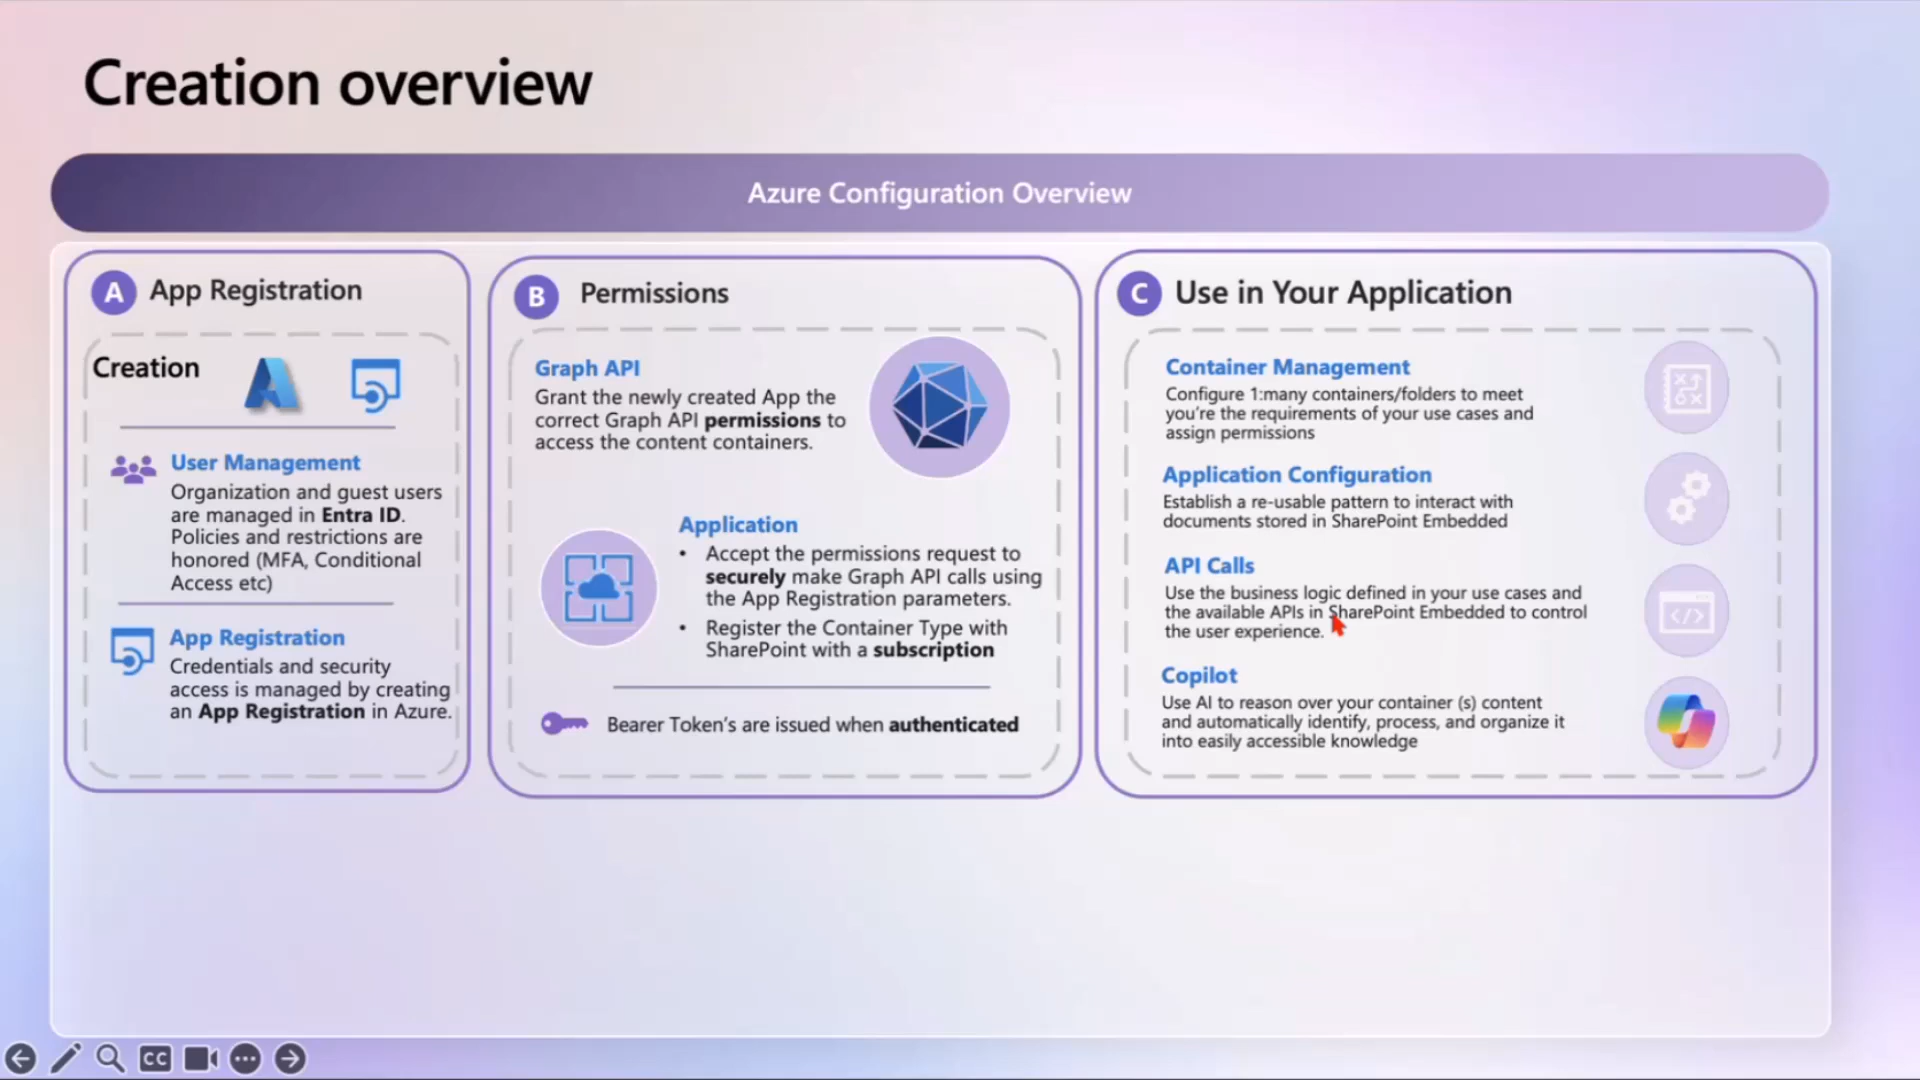 Creation overview
Azure Configuration Overview
A App Registration
Creation
User Management
Organization and guest users
are managed in Entra ID.
Policies and restrictions are
honored (MFA, Conditional
Access etc)
App Registration
Credentials and security
access is managed by creating
an App Registration in Azure.
B Permissions
Graph API
Grant the newly created App the
correct Graph API permissions to
access the content containers.
Application
• Accept the permissions request to
securely make Graph API calls using
the App Registration parameters.
• Register the Container Type with
SharePoint with a subscription
Bearer Token's are issued when authenticated
C Use in Your Application
Container Management
Configure 1:many containers/folders to meet
you're the requirements of your use cases and
assign permissions
Application Configuration
Establish a re-usable pattern to interact with
documents stored in SharePoint Embedded
API Calls
Use the business logic defined in your use cases and
the available APIs in SharePoint Embedded to control
the user experience.
Copilot
Use AI to reason over your container (s) content
and automatically identify, process, and organize it
into easily accessible knowledge
CC